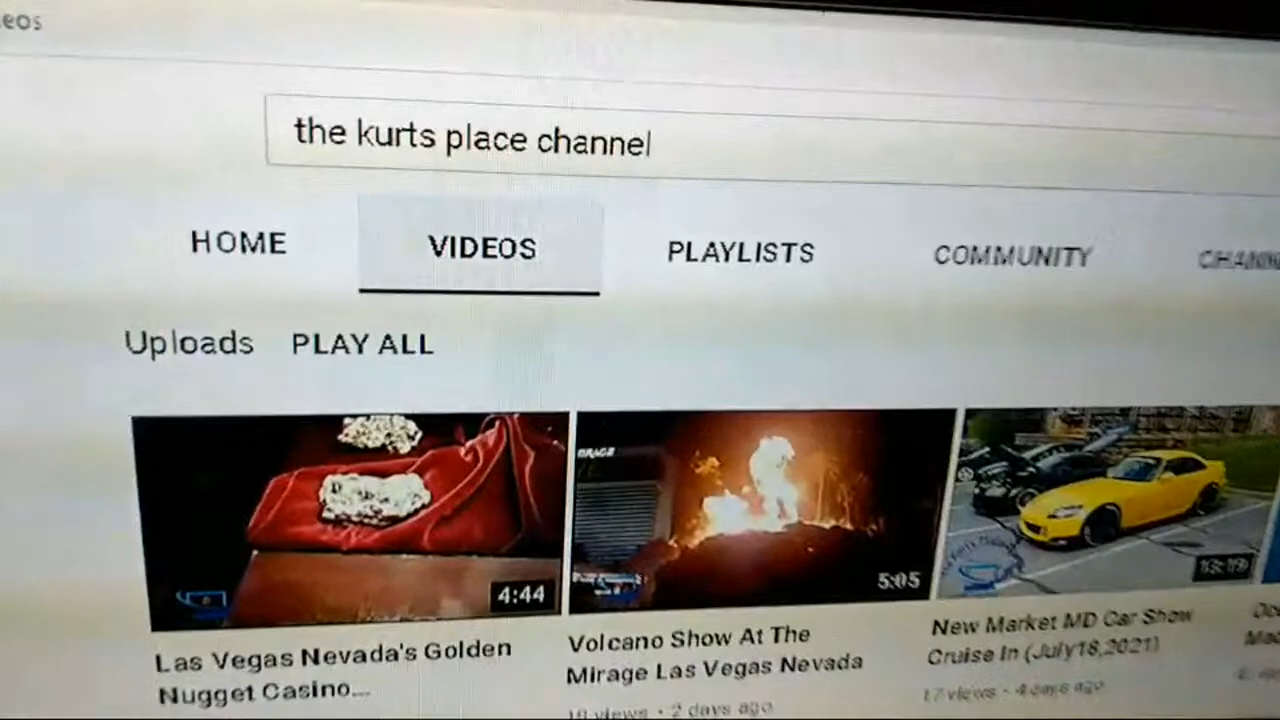 eos
the kurts place channel
HOME VIDEOS PLAYLISTS COMMUNITY
Uploads PLAY ALL
4:44
5:05
13:19
Las Vegas Nevada's Golden
Nugget Casino...
Volcano Show At The
Mirage Las Vegas Nevada
2 days ago
New Market MD Car Show
Cruise In (July18,2021)
17 views • 4 days ago